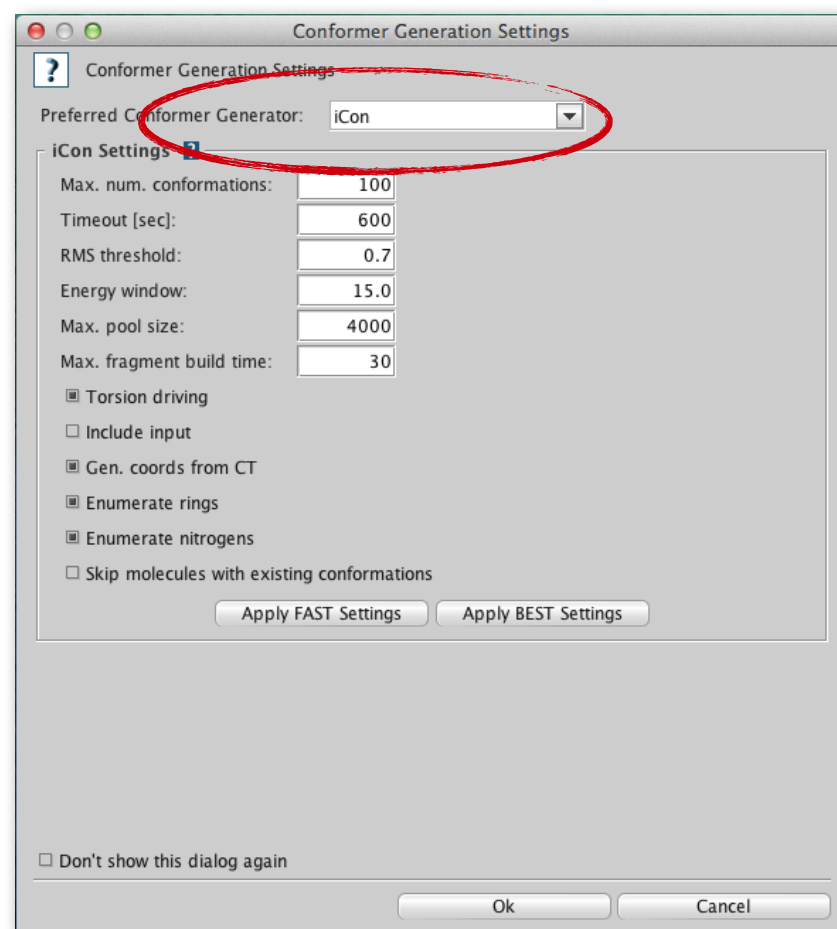 Conformer Generation Settings
? Conformer Generation Settings
Preferred Conformer Generator: iCon
iCon Settings ?
Max. num. conformations: 100
Timeout [sec]: 600
RMS threshold: 0.7
Energy window: 15.0
Max. pool size: 4000
Max. fragment build time: 30
Torsion driving
Include input
Gen. coords from CT
Enumerate rings
Enumerate nitrogens
Skip molecules with existing conformations
Apply FAST Settings Apply BEST Settings
Don't show this dialog again
Ok Cancel